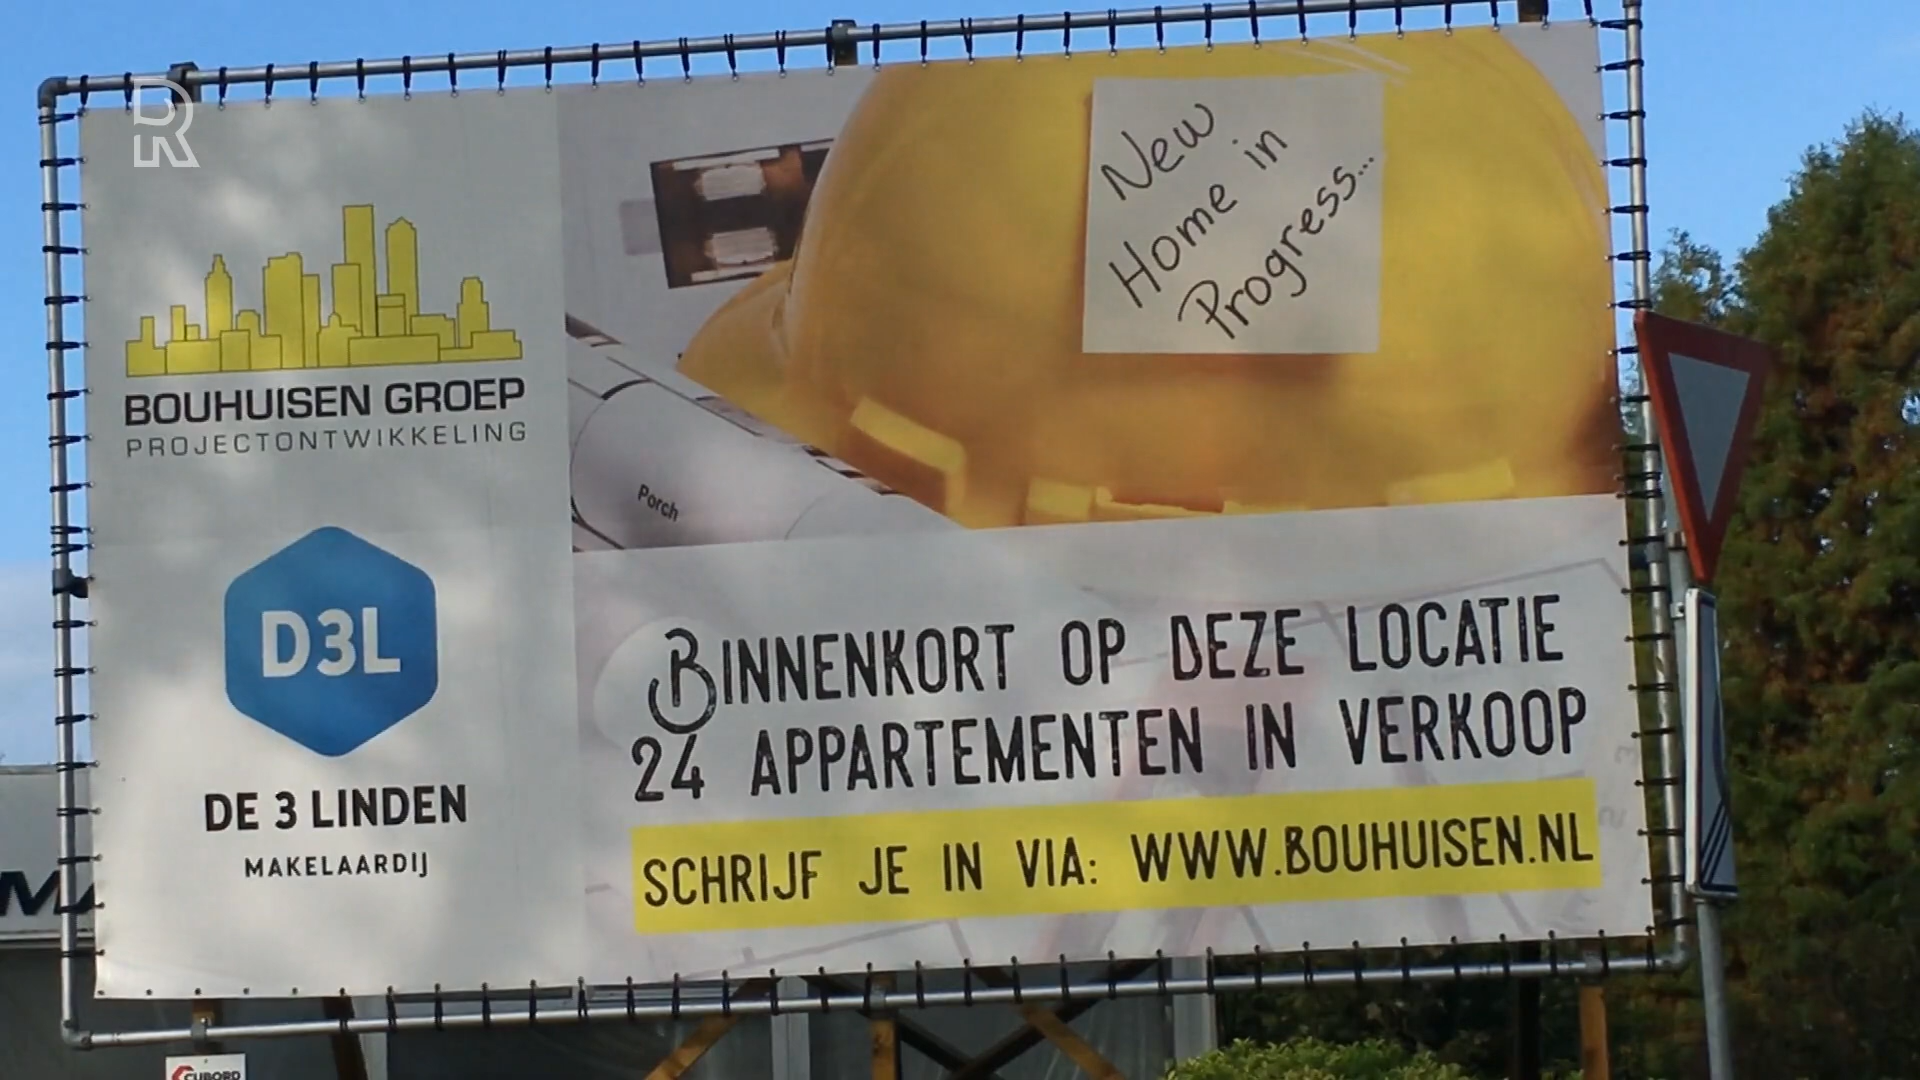 R
BOUHUISEN GROEP
PROJECTONTWIKKELING
D3L
DE 3 LINDEN
MAKELAARDIJ
New
Home in
Progress...
Porch
BINNENKORT OP DEZE LOCATIE
24 APPARTEMENTEN IN VERKOOP
SCHRIJF JE IN VIA: WWW.BOUHUISEN.NL
CUBORD